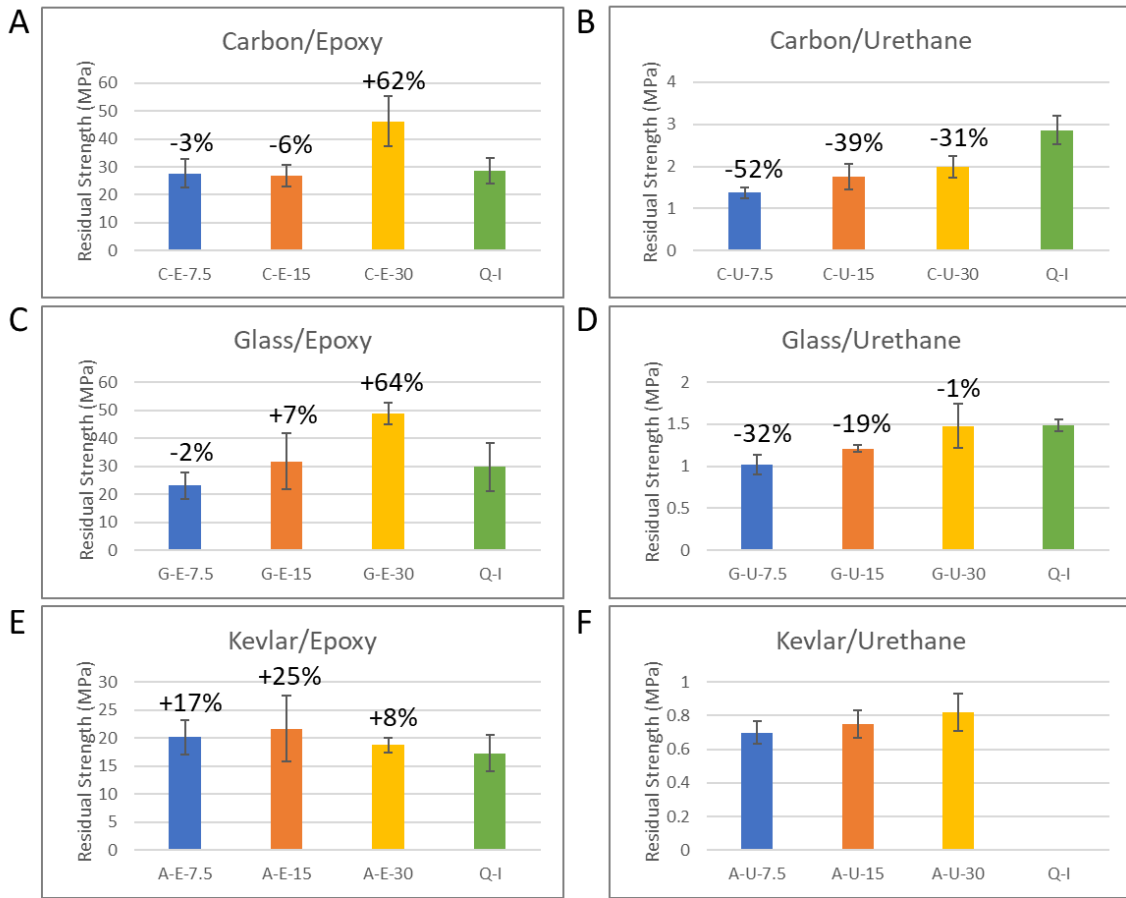 A
Carbon/Epoxy
Residual Strength (MPa)
60
50
40
30
20
10
0
-3%
-6%
+62%
C-E-7.5 C-E-15 C-E-30 Q-I
B
Carbon/Urethane
Residual Strength (MPa)
4
3
2
1
0
-52%
-39%
-31%
C-U-7.5 C-U-15 C-U-30 Q-I
C
Glass/Epoxy
Residual Strength (MPa)
60
50
40
30
20
10
0
-2%
+7%
+64%
G-E-7.5 G-E-15 G-E-30 Q-I
D
Glass/Urethane
Residual Strength (MPa)
2
1.5
1
0.5
0
-32%
-19%
-1%
G-U-7.5 G-U-15 G-U-30 Q-I
E
Kevlar/Epoxy
Residual Strength (MPa)
30
25
20
15
10
5
0
+17%
+25%
+8%
A-E-7.5 A-E-15 A-E-30 Q-I
F
Kevlar/Urethane
Residual Strength (MPa)
1
0.8
0.6
0.4
0.2
0
A-U-7.5 A-U-15 A-U-30 Q-I